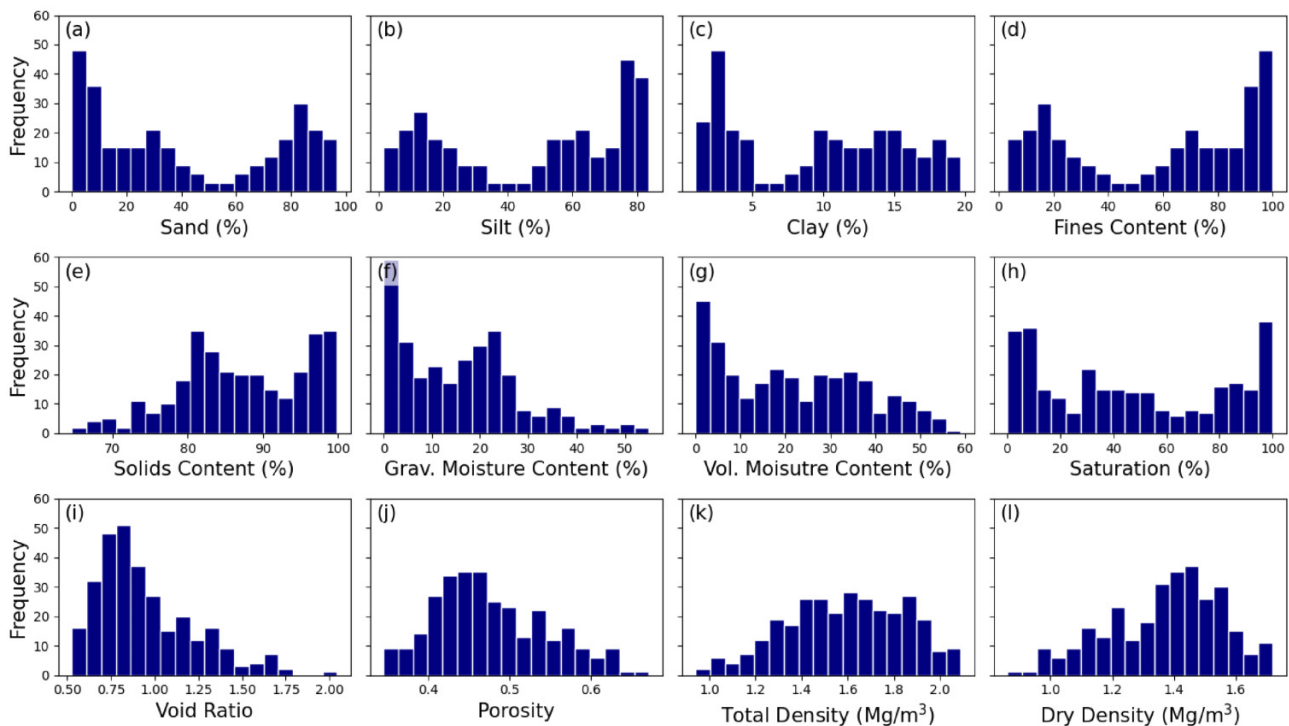 (a) (b) (c) (d)
Frequency
60
50
40
30
20
10
0
0 20 40 60 80 100
0 20 40 60 80
0 5 10 15 20
0 20 40 60 80 100
Sand (%) Silt (%) Clay (%) Fines Content (%)
(e) (f) (g) (h)
Frequency
60
50
40
30
20
10
0
70 80 90 100
0 10 20 30 40 50
0 10 20 30 40 50 60
0 20 40 60 80 100
Solids Content (%) Grav. Moisture Content (%) Vol. Moisutre Content (%) Saturation (%)
(i) (j) (k) (l)
Frequency
60
50
40
30
20
10
0
0.50 0.75 1.00 1.25 1.50 1.75 2.00
0.4 0.5 0.6
1.0 1.2 1.4 1.6 1.8 2.0
1.0 1.2 1.4 1.6
Void Ratio Porosity Total Density (Mg/m³) Dry Density (Mg/m³)